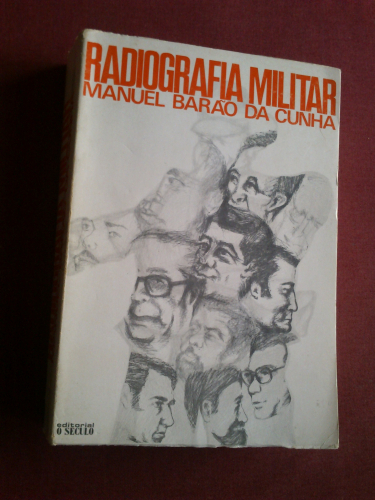 RADIOGRAFIA MILITAR
MANUEL BARÃO DA CUNHA
editorial
O SÉCULO